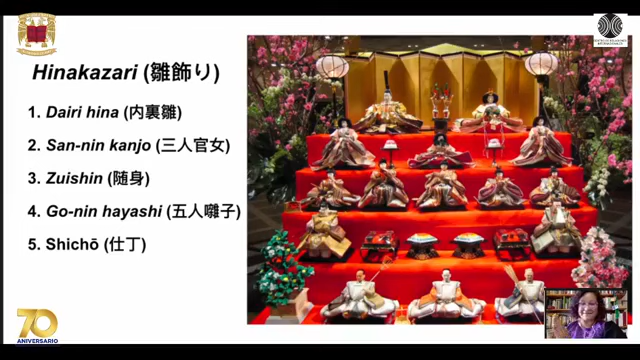 Hinakazari (雛飾り)
1. Dairi hina (内裏雛)
2. San-nin kanjo (三人官女)
3. Zuishin (随身)
4. Go-nin hayashi (五人囃子)
5. Shichō (仕丁)
70
ANIVERSARIO